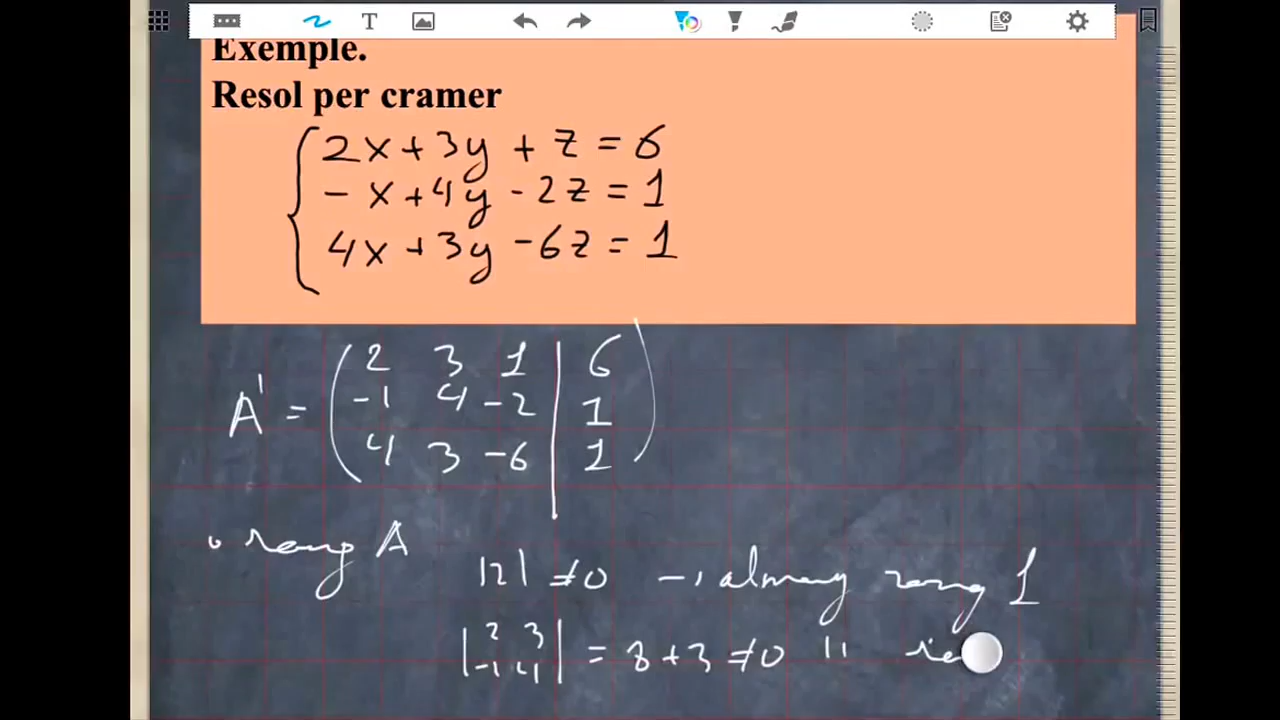 Exemple.
Resol per cramer
2x+3y+z=6
-x+4y-2z=1
4x+3y-6z=1
2 3 1 | 6
A' = -1 4 -2 | 1
4 3 -6 | 1
rang A
|2| ≠0 → almeny rang 1
|2 3|
|-1 4| = 8+3 ≠0 "